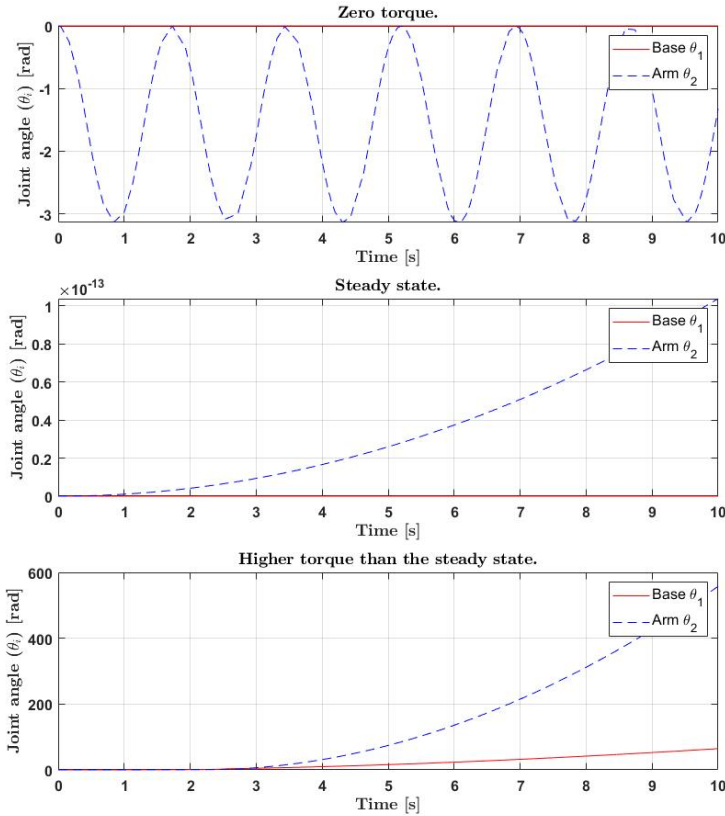 Zero torque.
Joint angle (θᵢ) [rad]
0
-1
-2
-3
Base θ₁
Arm θ₂
0 1 2 3 4 5 6 7 8 9 10
Time [s]
×10⁻¹³
Steady state.
Joint angle (θᵢ) [rad]
1
0.8
0.6
0.4
0.2
0
Base θ₁
Arm θ₂
0 1 2 3 4 5 6 7 8 9 10
Time [s]
Higher torque than the steady state.
Joint angle (θᵢ) [rad]
600
400
200
0
Base θ₁
Arm θ₂
0 1 2 3 4 5 6 7 8 9 10
Time [s]